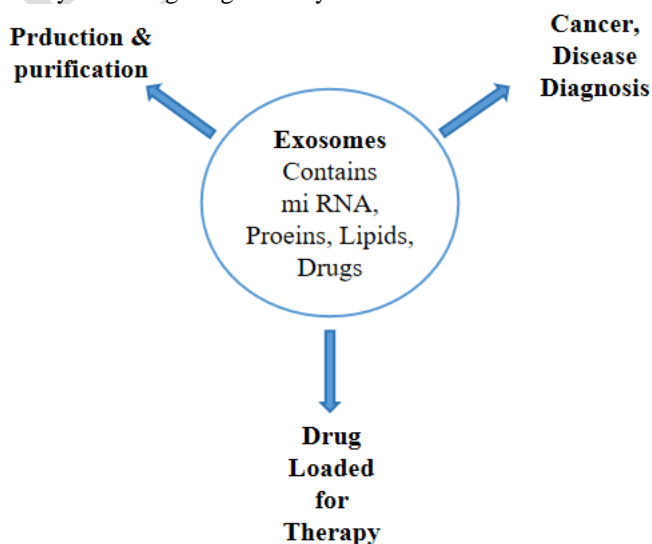 Prduction &
purification
Cancer,
Disease
Diagnosis
Exosomes
Contains
mi RNA,
Proeins, Lipids,
Drugs
Drug
Loaded
for
Therapy